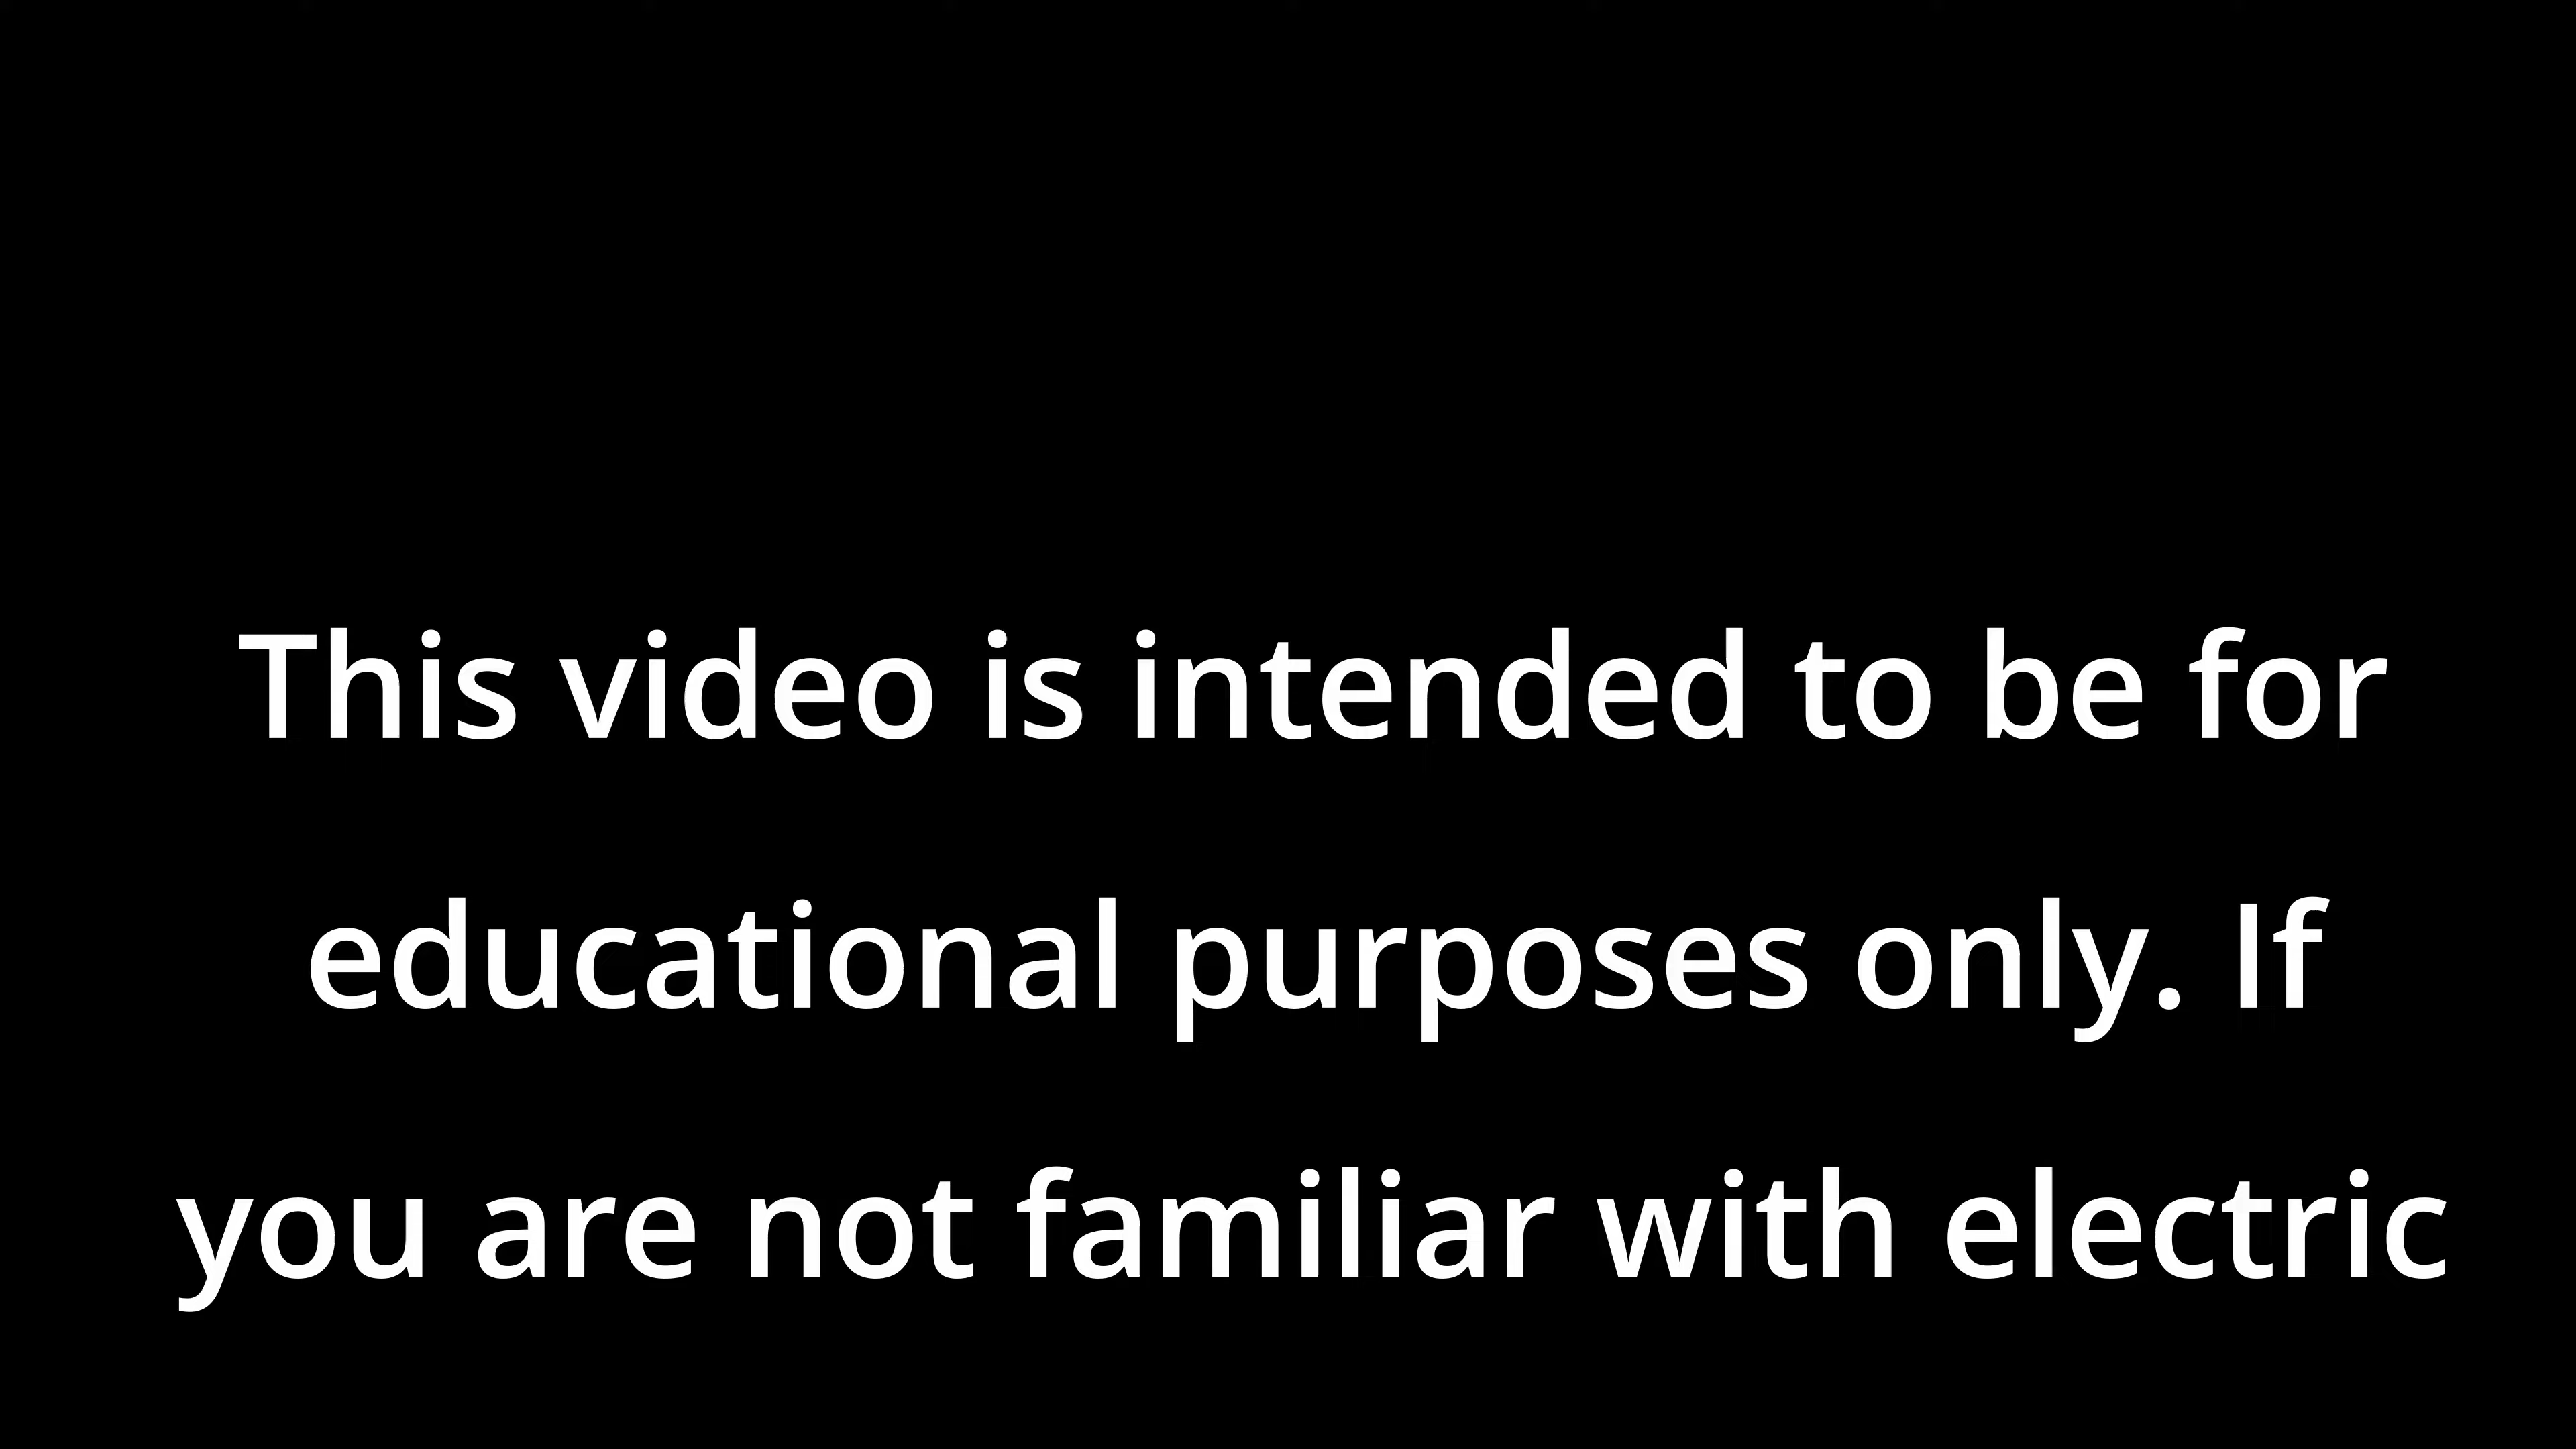 This video is intended to be for
educational purposes only. If
you are not familiar with electric